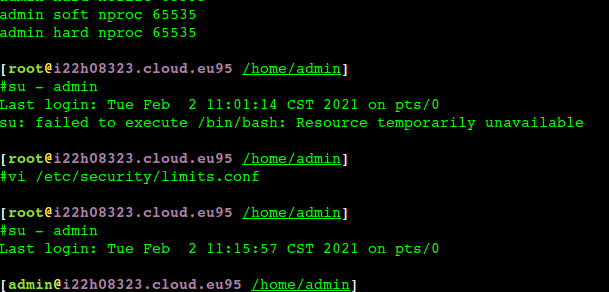 admin soft nproc 65535
admin hard nproc 65535
[root@i22h08323.cloud.eu95 /home/admin]
#su - admin
Last login: Tue Feb  2 11:01:14 CST 2021 on pts/0
su: failed to execute /bin/bash: Resource temporarily unavailable
[root@i22h08323.cloud.eu95 /home/admin]
#vi /etc/security/limits.conf
[root@i22h08323.cloud.eu95 /home/admin]
#su - admin
Last login: Tue Feb  2 11:15:57 CST 2021 on pts/0
[admin@i22h08323.cloud.eu95 /home/admin]